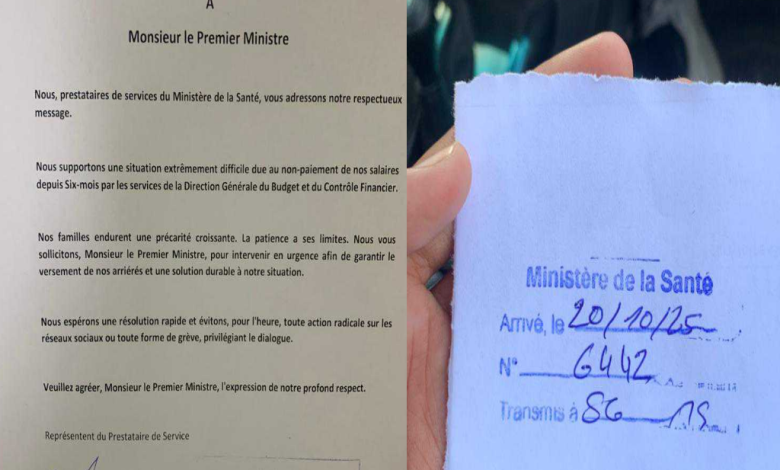 A
Monsieur le Premier Ministre
Nous, prestataires de services du Ministère de la Santé, vous adressons notre respectueux
message.
Nous supportons une situation extrêmement difficile due au non-paiement de nos salaires
depuis Six-mois par les services de la Direction Générale du Budget et du Contrôle Financier.
Nos familles endurent une précarité croissante. La patience a ses limites. Nous vous
sollicitons, Monsieur le Premier Ministre, pour intervenir en urgence afin de garantir le
versement de nos arriérés et une solution durable à notre situation.
Nous espérons une résolution rapide et évitons, pour l'heure, toute action radicale sur les
réseaux sociaux ou toute forme de grève, privilégiant le dialogue.
Veuillez agréer, Monsieur le Premier Ministre, l'expression de notre profond respect.
Représentent du Prestataire de Service
Ministère de la Santé
Arrivé, le 20/10/25
N° 6442
Transmis à SG